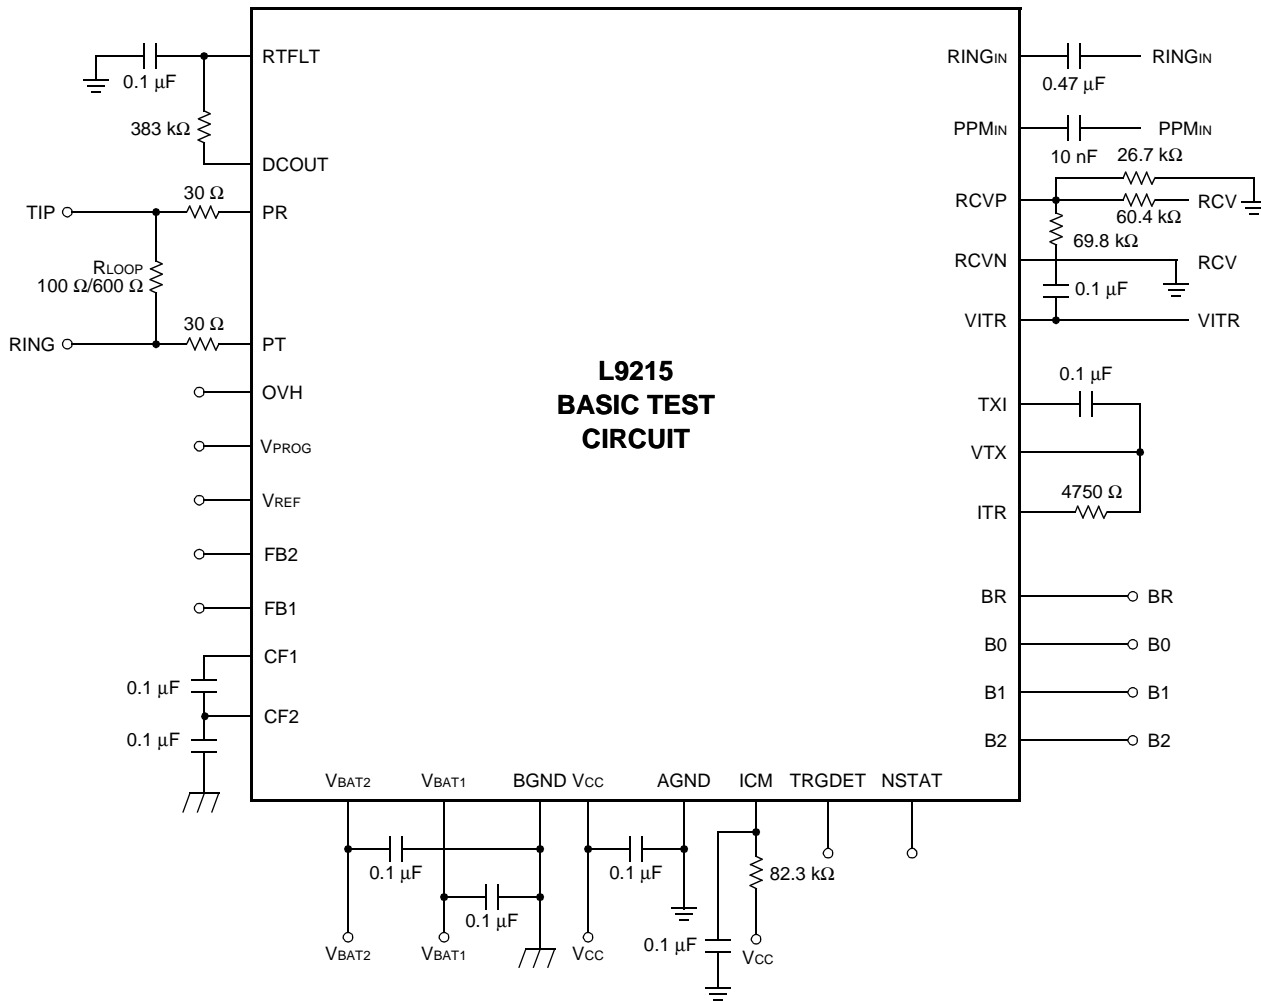 RTFLT
0.1 µF
383 kΩ
DCOUT
30 Ω
TIP
PR
RLOOP
100 Ω/600 Ω
30 Ω
RING
PT
OVH
VPROG
VREF
FB2
FB1
CF1
0.1 µF
CF2
0.1 µF
L9215
BASIC TEST
CIRCUIT
RINGIN
RINGIN
0.47 µF
PPMIN
PPMIN
10 nF
26.7 kΩ
RCVP
RCV
60.4 kΩ
69.8 kΩ
RCVN
RCV
0.1 µF
VITR
VITR
0.1 µF
TXI
VTX
4750 Ω
ITR
BR
BR
B0
B0
B1
B1
B2
B2
VBAT2
VBAT1
BGND
VCC
AGND
ICM
TRGDET
NSTAT
0.1 µF
0.1 µF
82.3 kΩ
0.1 µF
0.1 µF
VBAT2
VBAT1
VCC
VCC